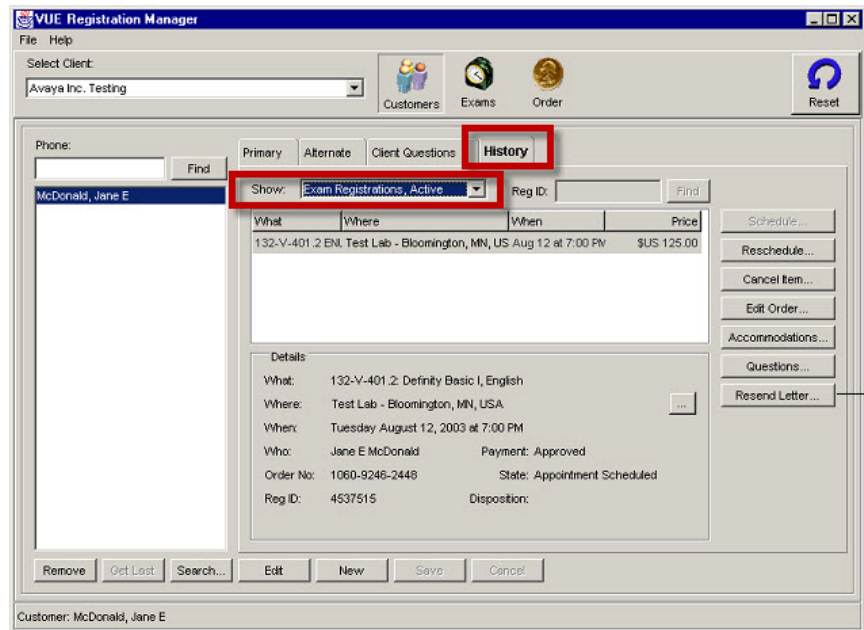 VUE Registration Manager
File Help
Select Client:
Avaya Inc. Testing
Customers Exams Order Reset
Phone:
Find
McDonald, Jane E
Primary Alternate Client Questions History
Show: Exam Registrations, Active Reg ID: Find
What Where When Price
132-V-401.2 ENL Test Lab - Bloomington, MN, US Aug 12 at 7:00 PM $US 125.00
Schedule...
Reschedule...
Cancel Item...
Edit Order...
Accommodations...
Questions...
Resend Letter...
Details
What: 132-V-401.2: Definity Basic I, English
Where: Test Lab - Bloomington, MN, USA
...
When: Tuesday August 12, 2003 at 7:00 PM
Who: Jane E McDonald Payment: Approved
Order No: 1060-9246-2448 State: Appointment Scheduled
Reg ID: 4537515 Disposition:
Remove Get Last Search... Edit New Save Cancel
Customer: McDonald, Jane E